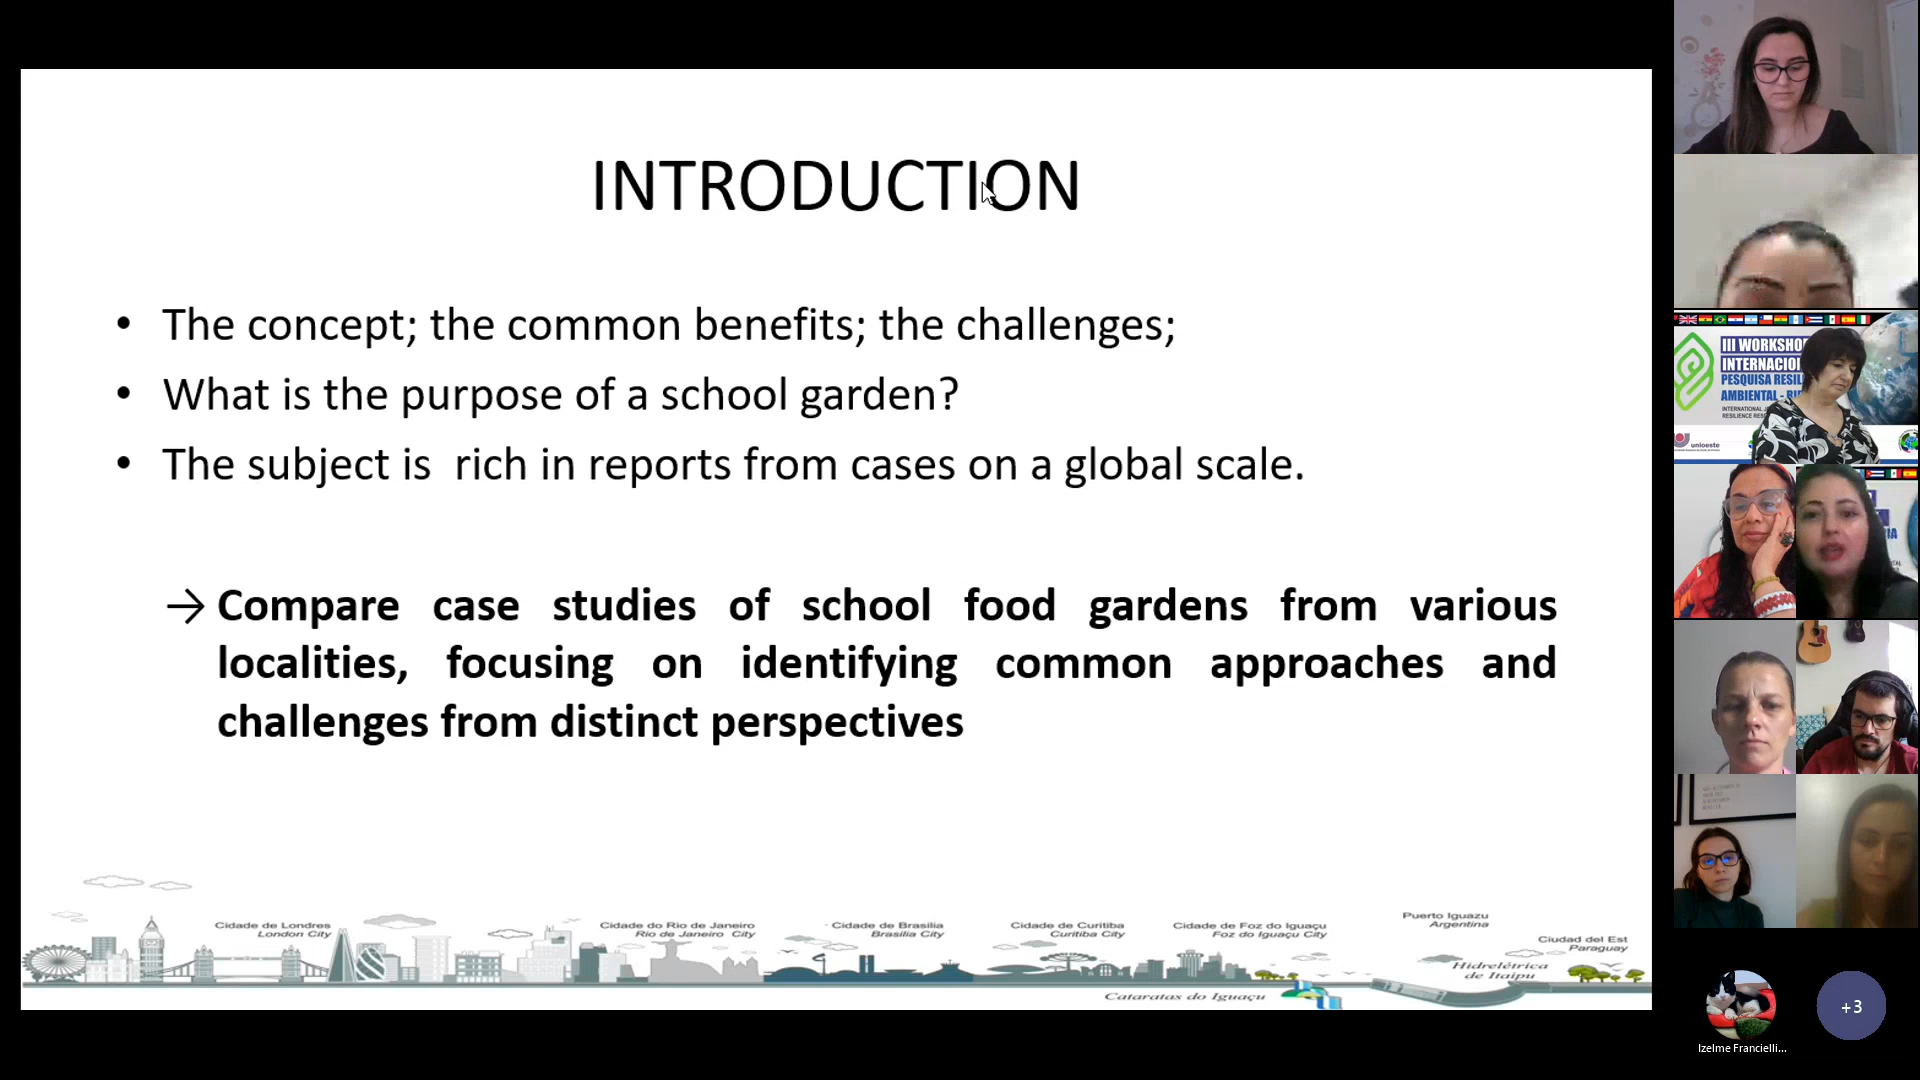 INTRODUCTION
• The concept; the common benefits; the challenges;
• What is the purpose of a school garden?
• The subject is  rich in reports from cases on a global scale.
→ Compare case studies of school food gardens from various
localities, focusing on identifying common approaches and
challenges from distinct perspectives
Cidade de Londres
London City
Cidade do Rio de Janeiro
Rio de Janeiro City
Cidade de Brasilia
Brasilia City
Cidade de Curitiba
Curitiba City
Cidade de Foz do Iguaçu
Foz do Iguaçu City
Puerto Iguazu
Argentina
Ciudad del Est
Paraguay
Hidrelétrica
de Itaipu
Cataratas do Iguaçu
III WORKSHO
INTERNACIO
PESQUISA RESIL
AMBIENTAL - 
unioeste
Izelme Francielli...
+3